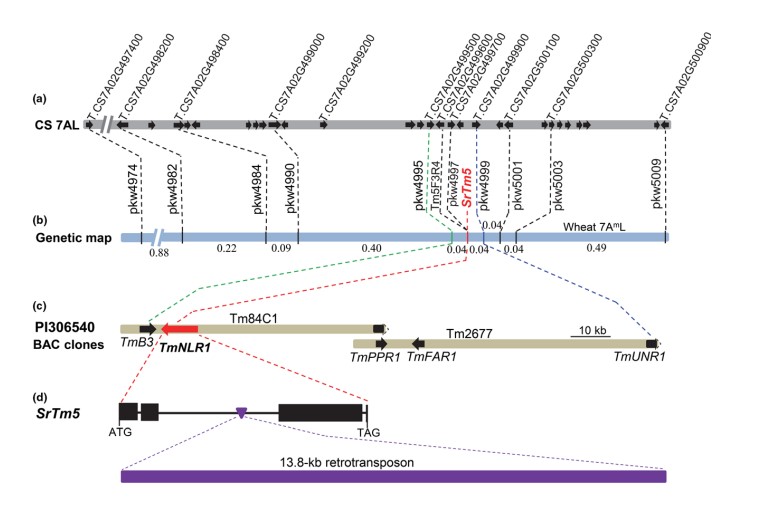 T.CS7A02G497400
T.CS7A02G498200
T.CS7A02G498400
T.CS7A02G499000
T.CS7A02G499200
T.CS7A02G499500
T.CS7A02G499600
T.CS7A02G499700
T.CS7A02G499900
T.CS7A02G500100
T.CS7A02G500300
T.CS7A02G500900
(a)
CS 7AL
pkw4974
pkw4982
pkw4984
pkw4990
pkw4995
Tm5F3R4
pkw4997
SrTm5
pkw4999
pkw5001
pkw5003
pkw5009
(b)
Genetic map
0.04
Wheat 7AᵐL
0.88
0.22
0.09
0.40
0.04
0.04
0.04
0.49
(c)
PI306540
BAC clones
Tm84C1
TmB3
TmNLR1
Tm2677
10 kb
TmPPR1
TmFAR1
TmUNR1
(d)
SrTm5
ATG
TAG
13.8-kb retrotransposon